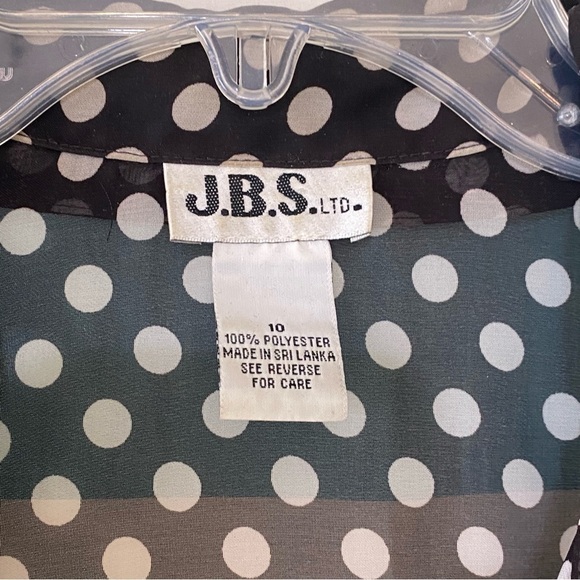 J.B.S. LTD.
10
100% POLYESTER
MADE IN SRI LANKA
SEE REVERSE
FOR CARE